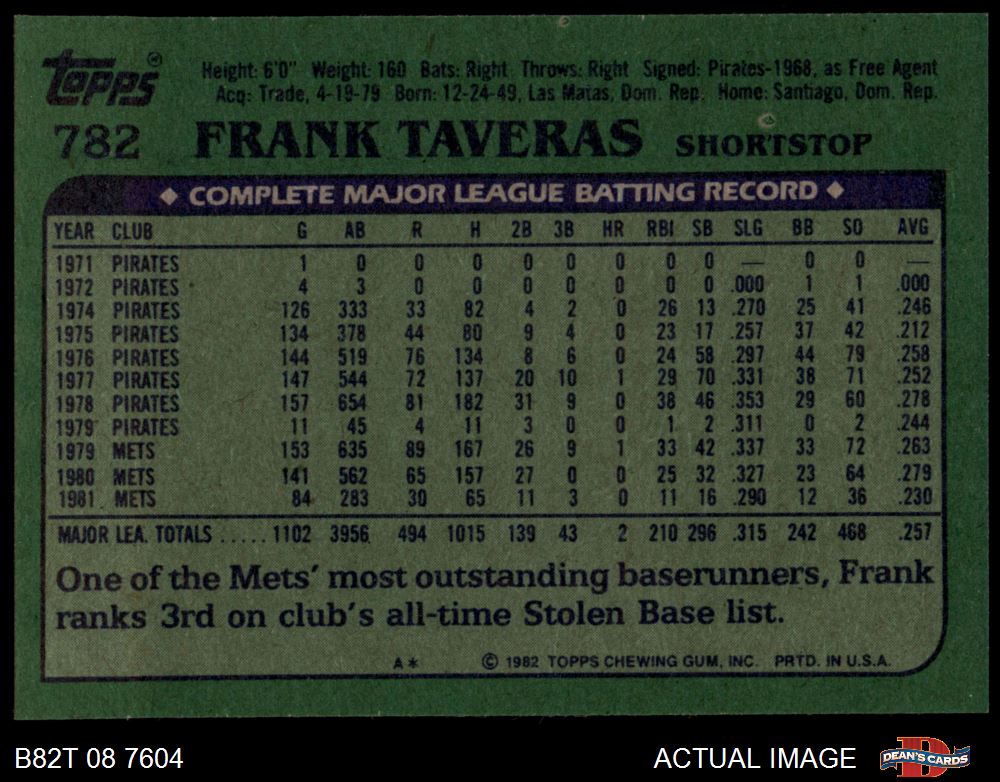 Topps®
Height: 6'0" Weight: 160 Bats: Right Throws: Right Signed: Pirates-1968, as Free Agent
Acq: Trade, 4-19-79 Born: 12-24-49, Las Matas, Dom. Rep. Home: Santiago, Dom. Rep.
782 FRANK TAVERAS SHORTSTOP
◆ COMPLETE MAJOR LEAGUE BATTING RECORD ◆
YEAR CLUB G AB R H 2B 3B HR RBI SB SLG BB SO AVG
1971 PIRATES 1 0 0 0 0 0 0 0 0 — 0 0 —
1972 PIRATES 4 3 0 0 0 0 0 0 0 .000 1 1 .000
1974 PIRATES 126 333 33 82 4 2 0 26 13 .270 25 41 .246
1975 PIRATES 134 378 44 80 9 4 0 23 17 .257 37 42 .212
1976 PIRATES 144 519 76 134 8 6 0 24 58 .297 44 79 .258
1977 PIRATES 147 544 72 137 20 10 1 29 70 .331 38 71 .252
1978 PIRATES 157 654 81 182 31 9 0 38 46 .353 29 60 .278
1979 PIRATES 11 45 4 11 3 0 0 1 2 .311 0 2 .244
1979 METS 153 635 89 167 26 9 1 33 42 .337 33 72 .263
1980 METS 141 562 65 157 27 0 0 25 32 .327 23 64 .279
1981 METS 84 283 30 65 11 3 0 11 16 .290 12 36 .230
MAJOR LEA. TOTALS ..... 1102 3956 494 1015 139 43 2 210 296 .315 242 468 .257
One of the Mets' most outstanding baserunners, Frank
ranks 3rd on club's all-time Stolen Base list.
A* © 1982 TOPPS CHEWING GUM, INC. PRTD. IN U.S.A.
B82T 08 7604 ACTUAL IMAGE D DEAN'S CARDS